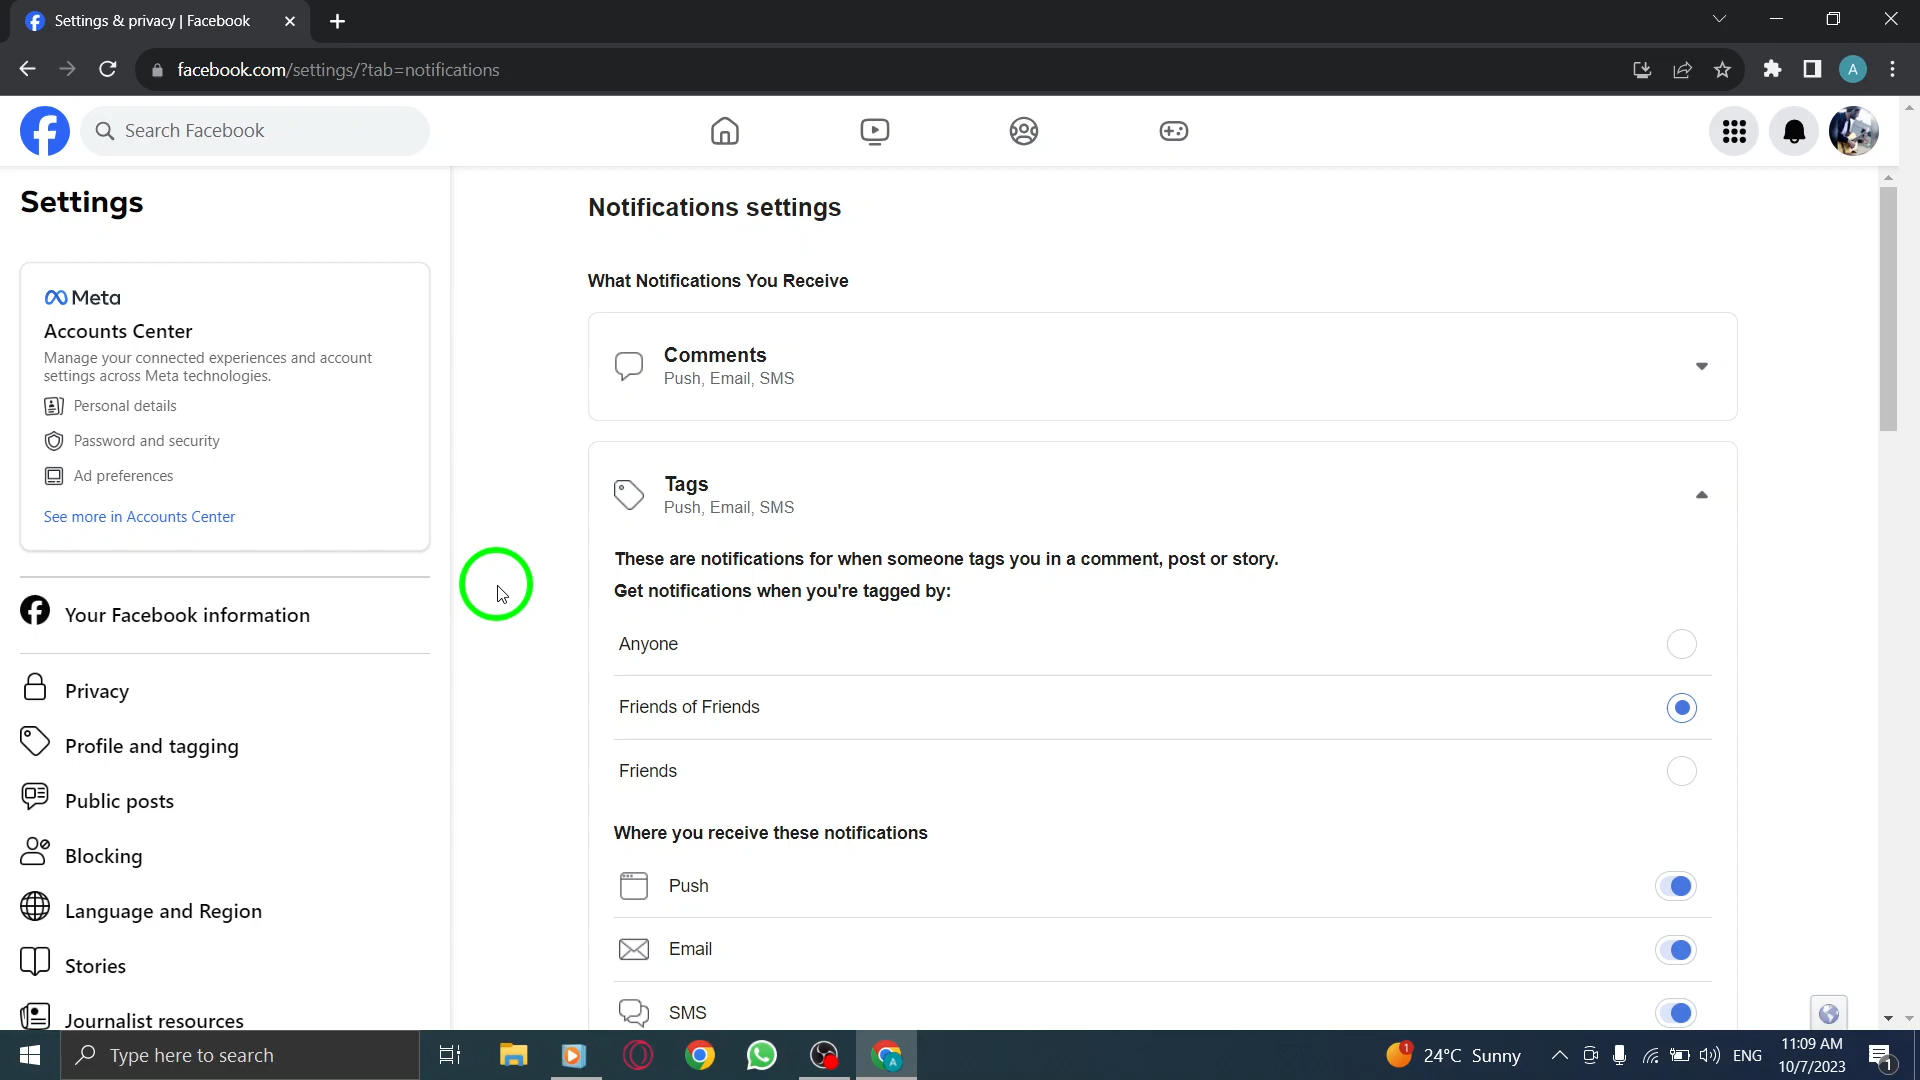 Settings & privacy | Facebook
facebook.com/settings/?tab=notifications
A
Search Facebook
Settings
Meta
Accounts Center
Manage your connected experiences and account
settings across Meta technologies.
Personal details
Password and security
Ad preferences
See more in Accounts Center
Your Facebook information
Privacy
Profile and tagging
Public posts
Blocking
Language and Region
Stories
Journalist resources
Notifications settings
What Notifications You Receive
Comments
Push, Email, SMS
Tags
Push, Email, SMS
These are notifications for when someone tags you in a comment, post or story.
Get notifications when you're tagged by:
Anyone
Friends of Friends
Friends
Where you receive these notifications
Push
Email
SMS
Type here to search
A
1
24°C Sunny
ENG
11:09 AM
10/7/2023
1